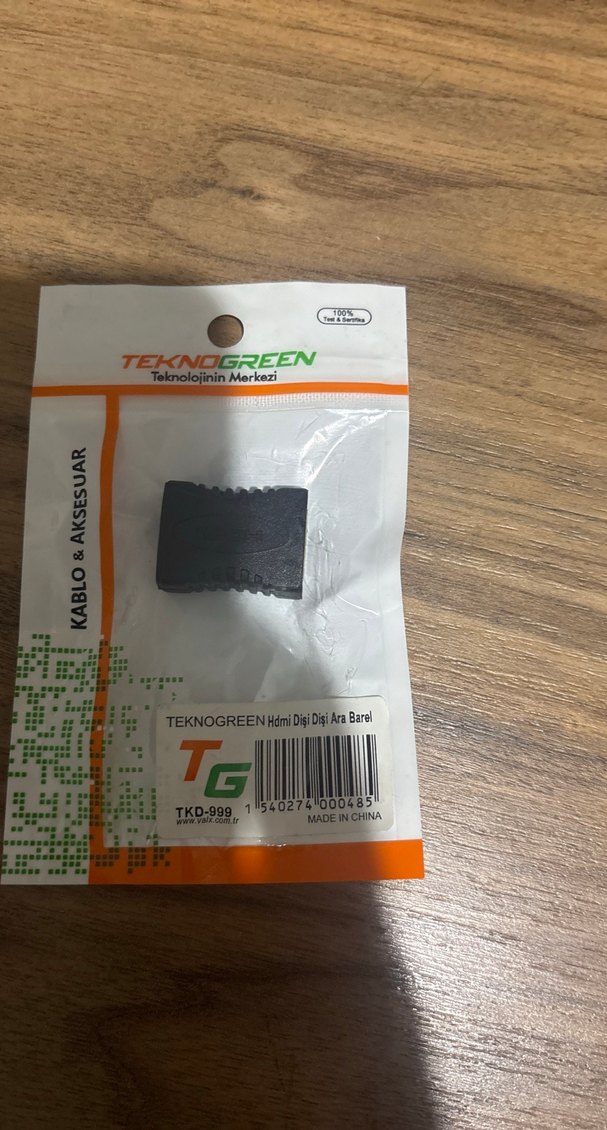 100%
Test & Sertifika
TEKNOGREEN
Teknolojinin Merkezi
KABLO & AKSESUAR
TEKNOGREEN Hdmi Dişi Dişi Ara Barel
TG
TKD-999
www.valx.com.tr
1 540274 000485
MADE IN CHINA